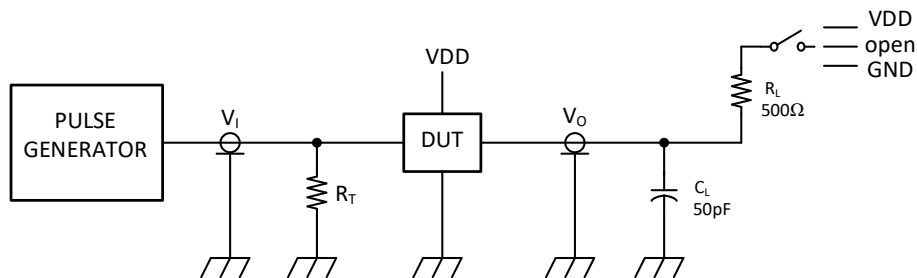 VDD
open
GND
VDD
R_L
500Ω
PULSE
GENERATOR
V_I
DUT
V_O
R_T
C_L
50pF